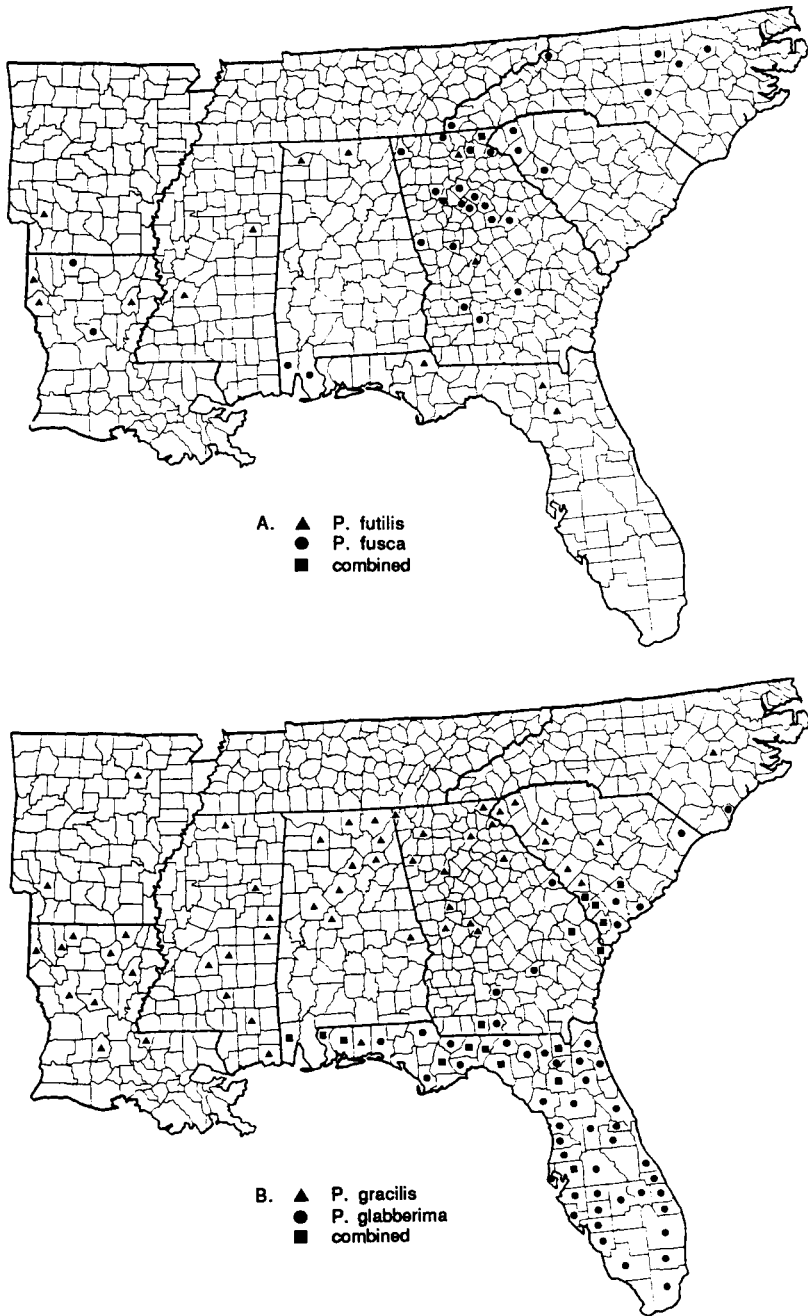 A. ▲ P. futilis
● P. fusca
■ combined
B. ▲ P. gracilis
● P. glabberima
■ combined